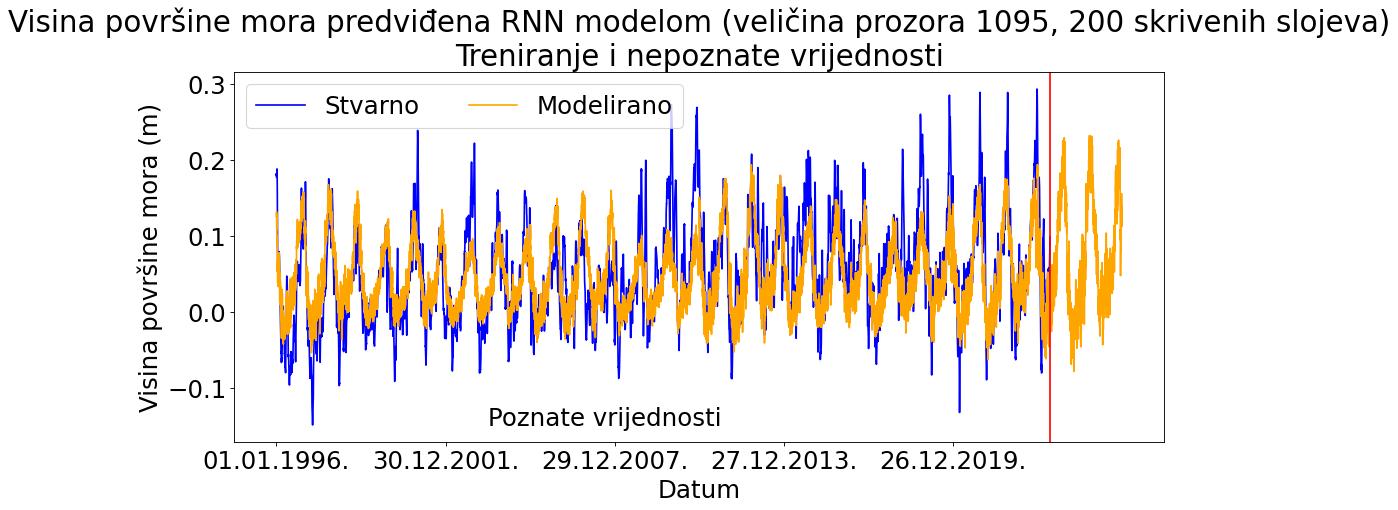 Visina površine mora predviđena RNN modelom (veličina prozora 1095, 200 skrivenih slojeva)
Treniranje i nepoznate vrijednosti
Stvarno
Modelirano
Visina površine mora (m)
0.3
0.2
0.1
0.0
−0.1
Poznate vrijednosti
01.01.1996.
30.12.2001.
29.12.2007.
27.12.2013.
26.12.2019.
Datum